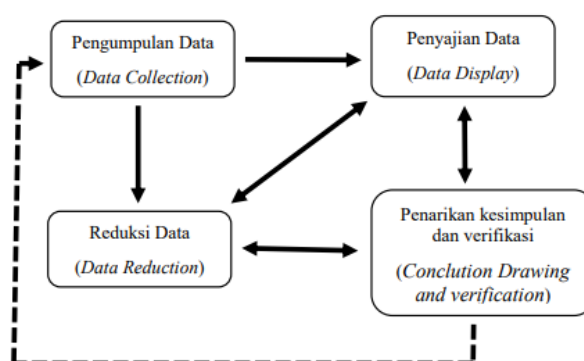 Pengumpulan Data
(Data Collection)
Penyajian Data
(Data Display)
Reduksi Data
(Data Reduction)
Penarikan kesimpulan
dan verifikasi
(Conclution Drawing
and verification)